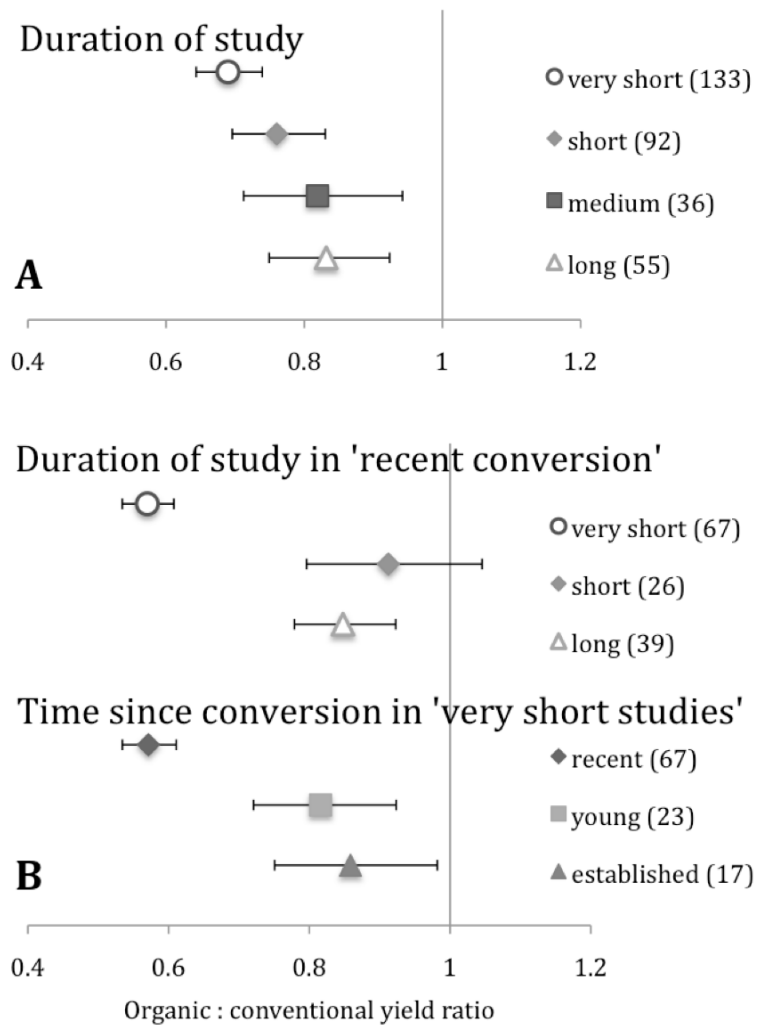 Duration of study
very short (133)
short (92)
medium (36)
long (55)
A
0.4 0.6 0.8 1 1.2
Duration of study in 'recent conversion'
very short (67)
short (26)
long (39)
Time since conversion in 'very short studies'
recent (67)
young (23)
established (17)
B
0.4 0.6 0.8 1 1.2
Organic : conventional yield ratio